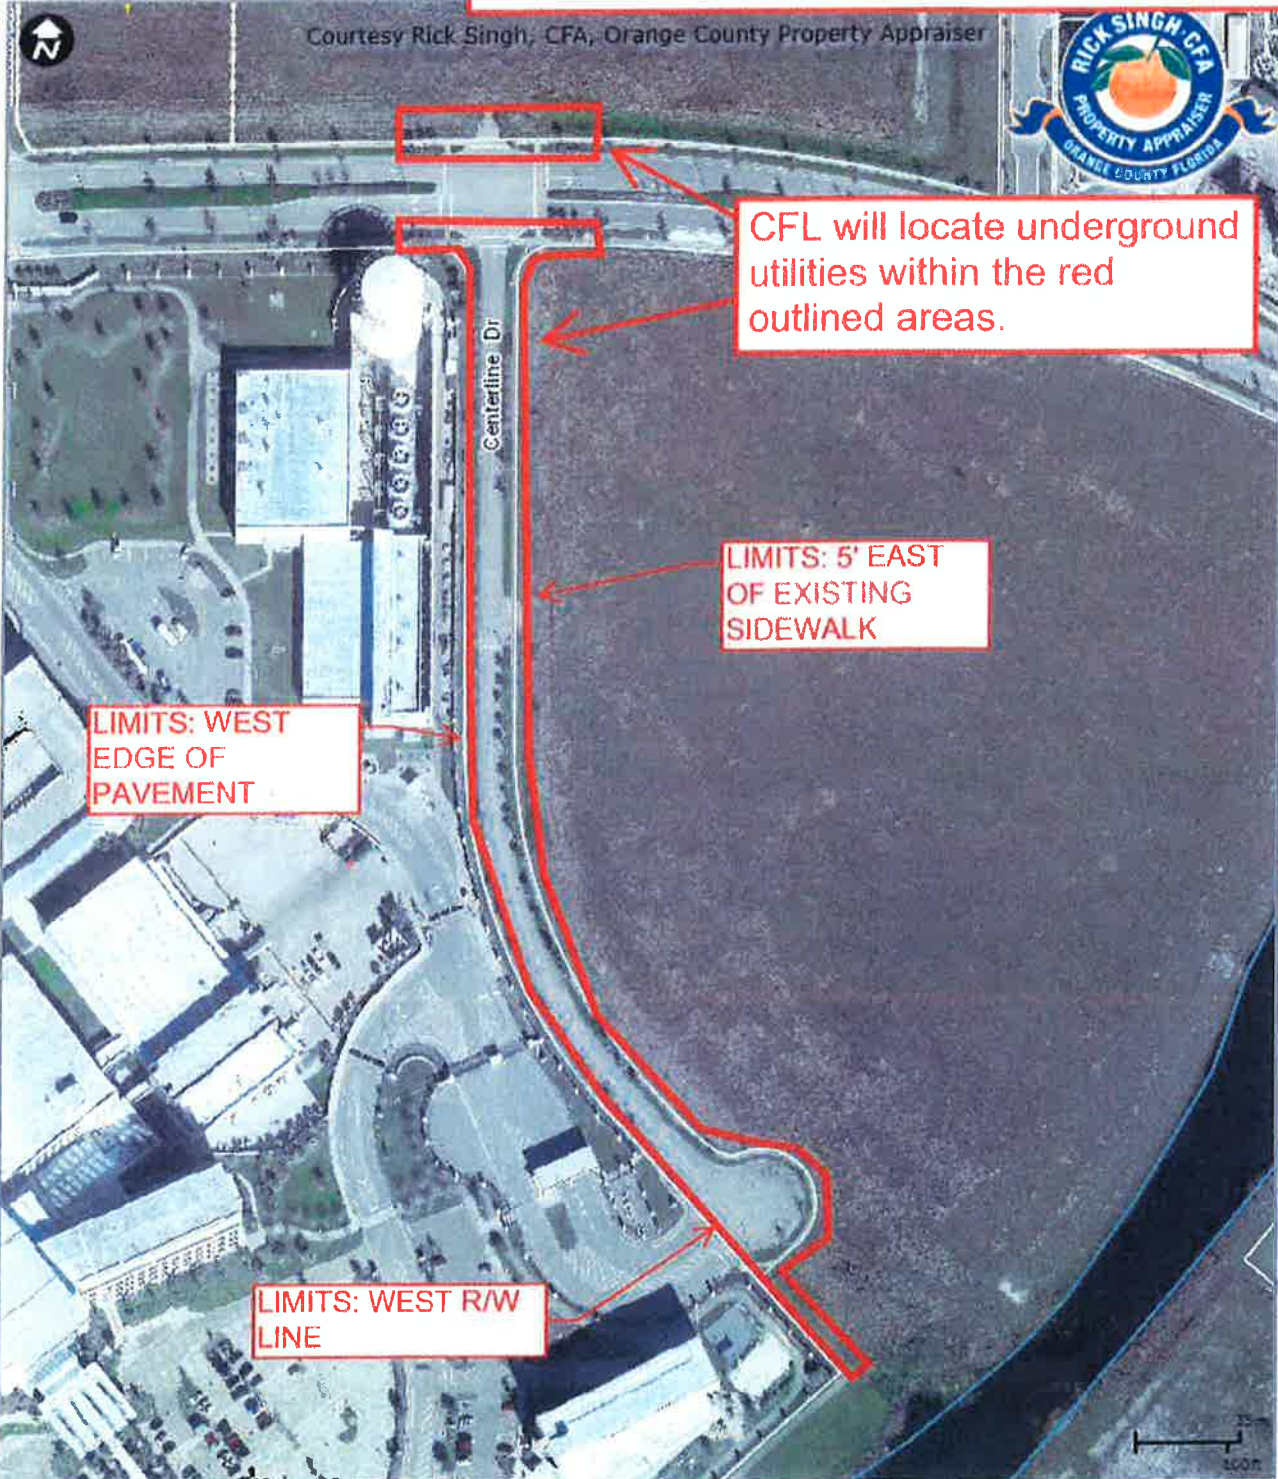 N
Courtesy Rick Singh, CFA, Orange County Property Appraiser
RICK SINGH, CFA
PROPERTY APPRAISER
ORANGE COUNTY FLORIDA
CFL will locate underground
utilities within the red
outlined areas.
Centerline Dr
LIMITS: 5' EAST
OF EXISTING
SIDEWALK
LIMITS: WEST
EDGE OF
PAVEMENT
LIMITS: WEST R/W
LINE
100ft